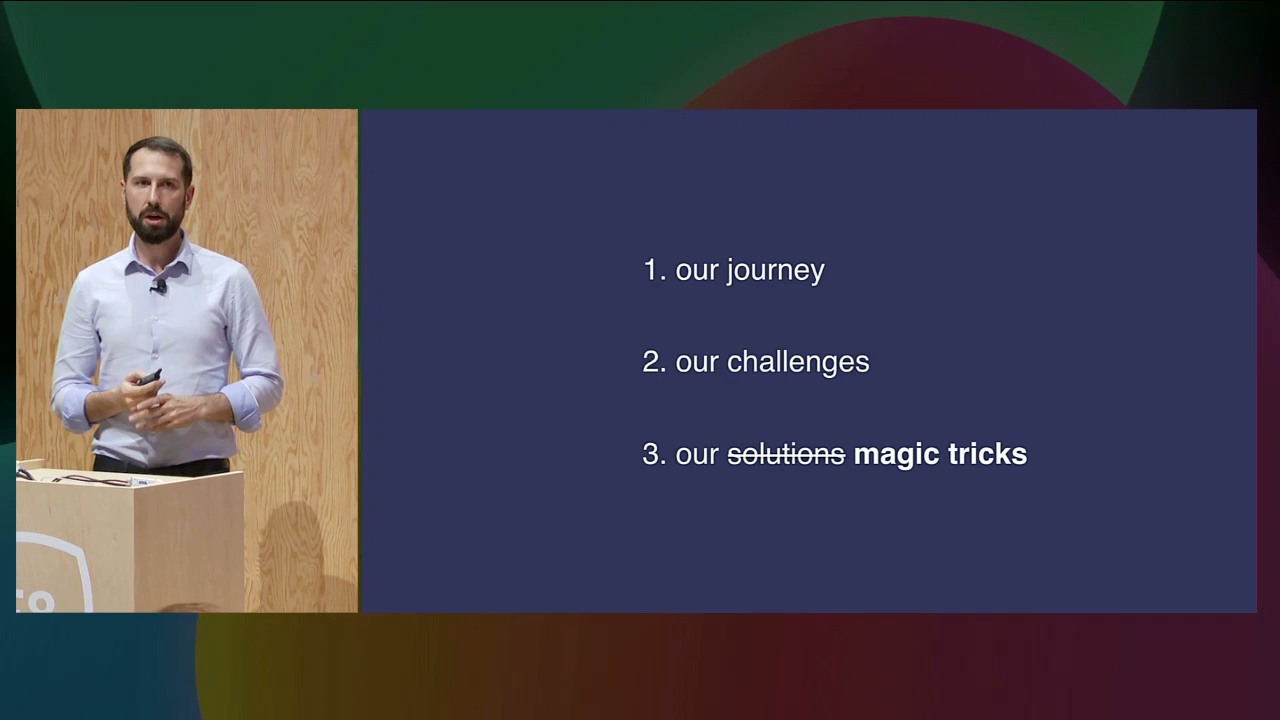 1. our journey
2. our challenges
3. our solutions magic tricks